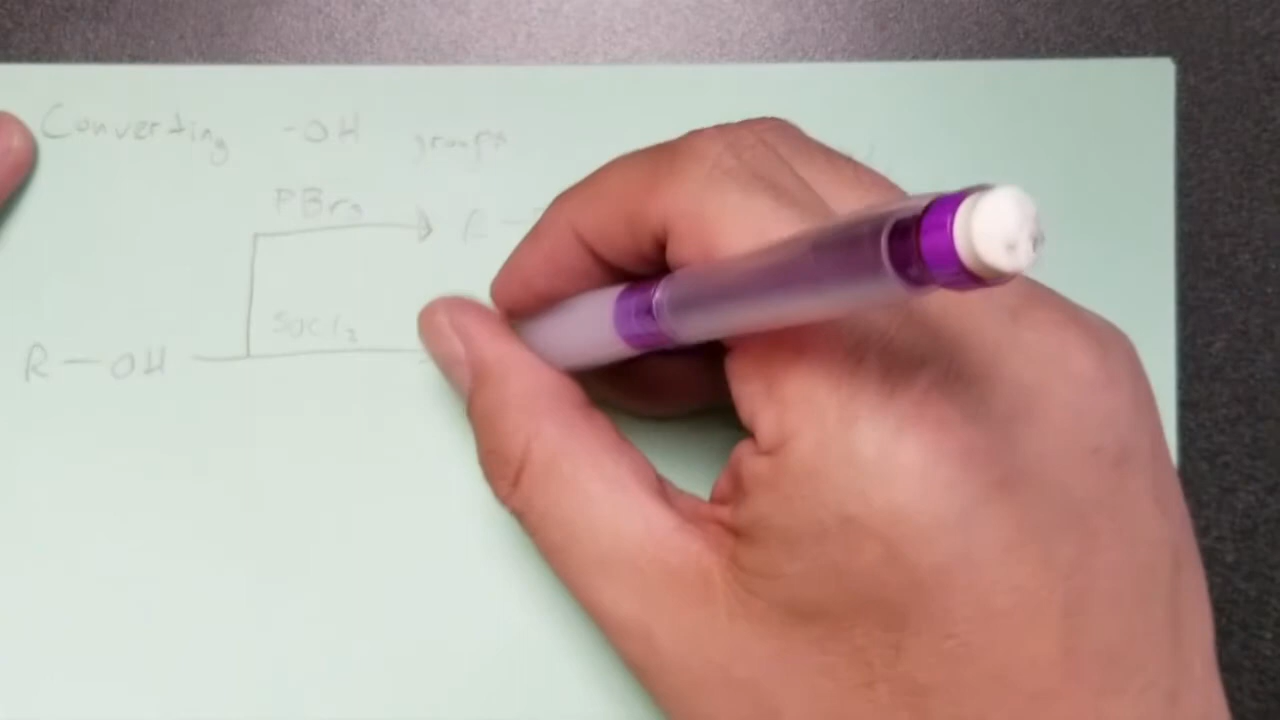 Converting -OH groups
PBr3
R -
SOCl2
R - OH